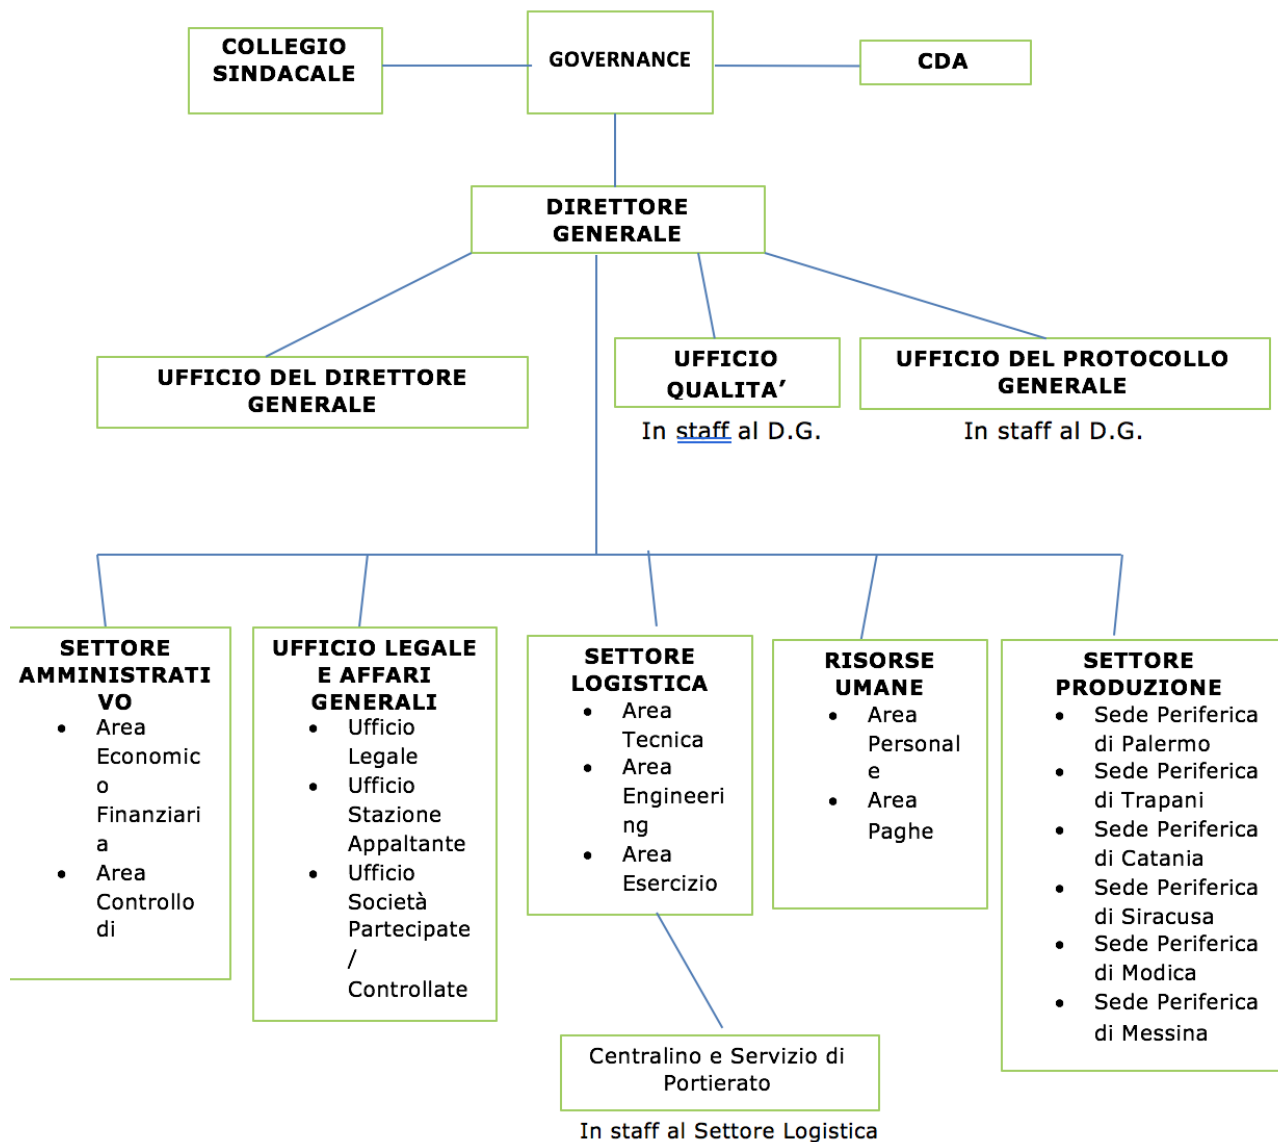 COLLEGIO
SINDACALE
GOVERNANCE
CDA
DIRETTORE
GENERALE
UFFICIO DEL DIRETTORE
GENERALE
UFFICIO
QUALITA’
In staff al D.G.
UFFICIO DEL PROTOCOLLO
GENERALE
In staff al D.G.
SETTORE
AMMINISTRATI
VO
• Area
Economic
o
Finanziari
a
• Area
Controllo
di
UFFICIO LEGALE
E AFFARI
GENERALI
• Ufficio
Legale
• Ufficio
Stazione
Appaltante
• Ufficio
Società
Partecipate
/
Controllate
SETTORE
LOGISTICA
• Area
Tecnica
• Area
Engineeri
ng
• Area
Esercizio
RISORSE
UMANE
• Area
Personal
e
• Area
Paghe
SETTORE
PRODUZIONE
• Sede Periferica
di Palermo
• Sede Periferica
di Trapani
• Sede Periferica
di Catania
• Sede Periferica
di Siracusa
• Sede Periferica
di Modica
• Sede Periferica
di Messina
Centralino e Servizio di
Portierato
In staff al Settore Logistica